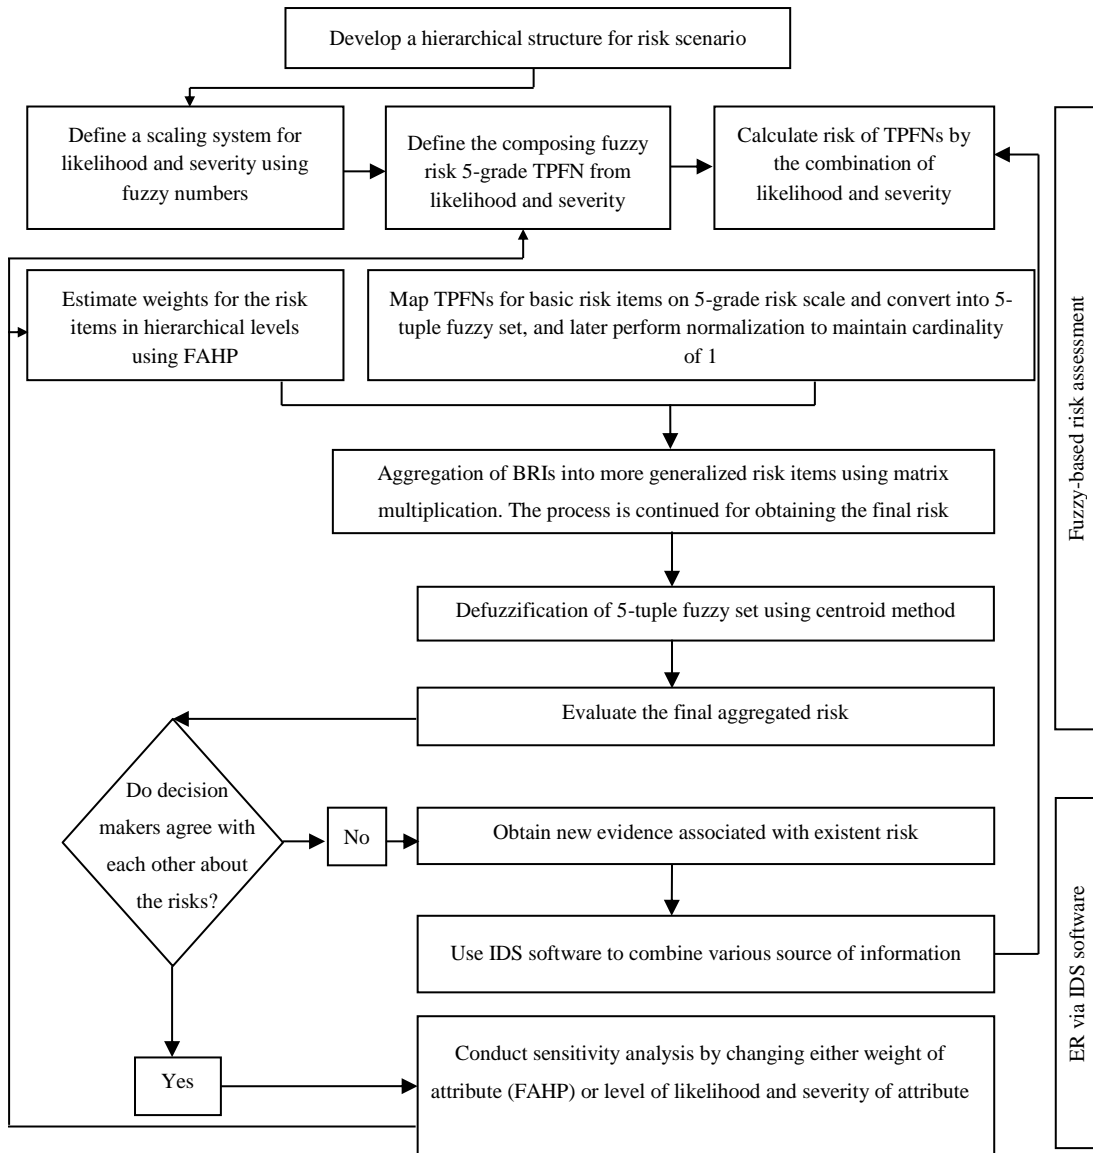 Develop a hierarchical structure for risk scenario
Define a scaling system for
likelihood and severity using
fuzzy numbers
Define the composing fuzzy
risk 5-grade TPFN from
likelihood and severity
Calculate risk of TPFNs by
the combination of
likelihood and severity
Estimate weights for the risk
items in hierarchical levels
using FAHP
Map TPFNs for basic risk items on 5-grade risk scale and convert into 5-
tuple fuzzy set, and later perform normalization to maintain cardinality
of 1
Aggregation of BRIs into more generalized risk items using matrix
multiplication. The process is continued for obtaining the final risk
Defuzzification of 5-tuple fuzzy set using centroid method
Evaluate the final aggregated risk
Fuzzy-based risk assessment
Do decision
makers agree with
each other about
the risks?
No
Obtain new evidence associated with existent risk
Use IDS software to combine various source of information
Yes
Conduct sensitivity analysis by changing either weight of
attribute (FAHP) or level of likelihood and severity of attribute
ER via IDS software